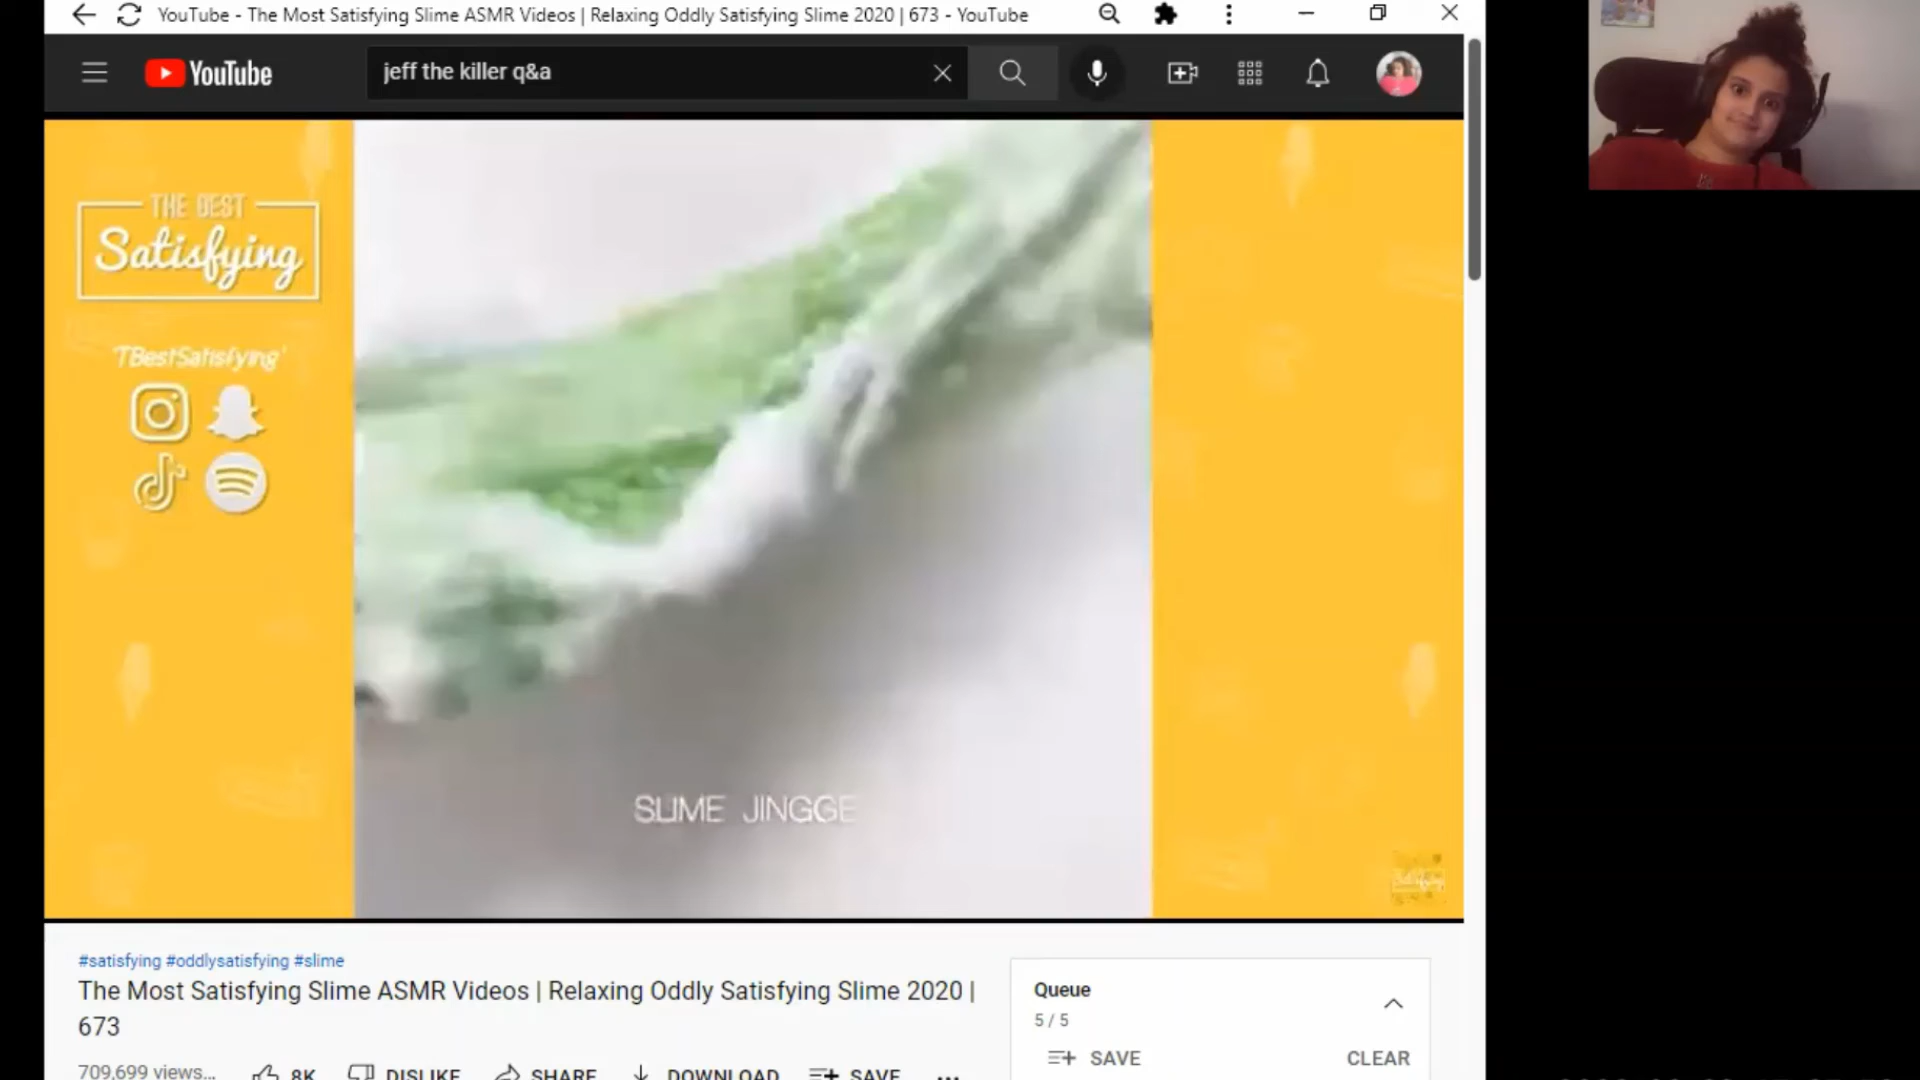 YouTube - The Most Satisfying Slime ASMR Videos | Relaxing Oddly Satisfying Slime 2020 | 673 - YouTube
YouTube
jeff the killer q&a
THE BEST
Satisfying
'TBestSatisfying'
SLIME JINGGE
#satisfying #oddlysatisfying #slime
The Most Satisfying Slime ASMR Videos | Relaxing Oddly Satisfying Slime 2020 |
673
709,699 views...
8K
DISLIKE
SHARE
DOWNLOAD
SAVE
...
Queue
5 / 5
SAVE
CLEAR